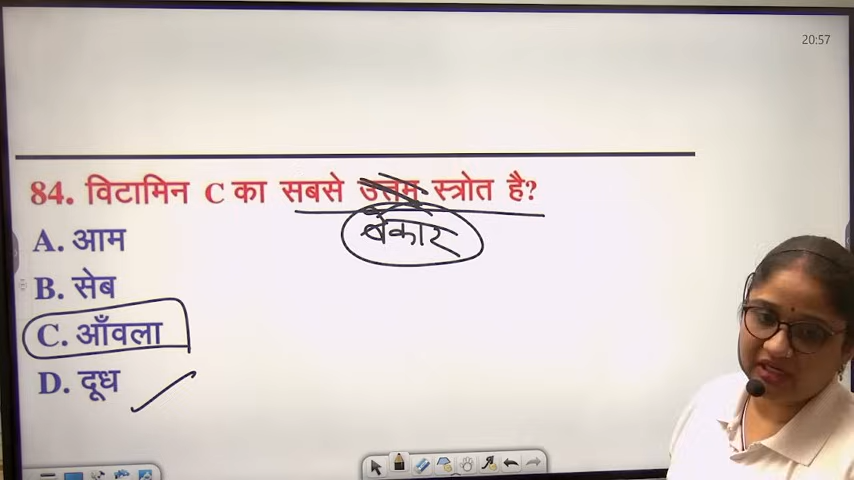 20:57
84. विटामिन C का सबसे उत्तम स्त्रोत है?
बेकार
A. आम
B. सेब
C. आँवला
D. दूध